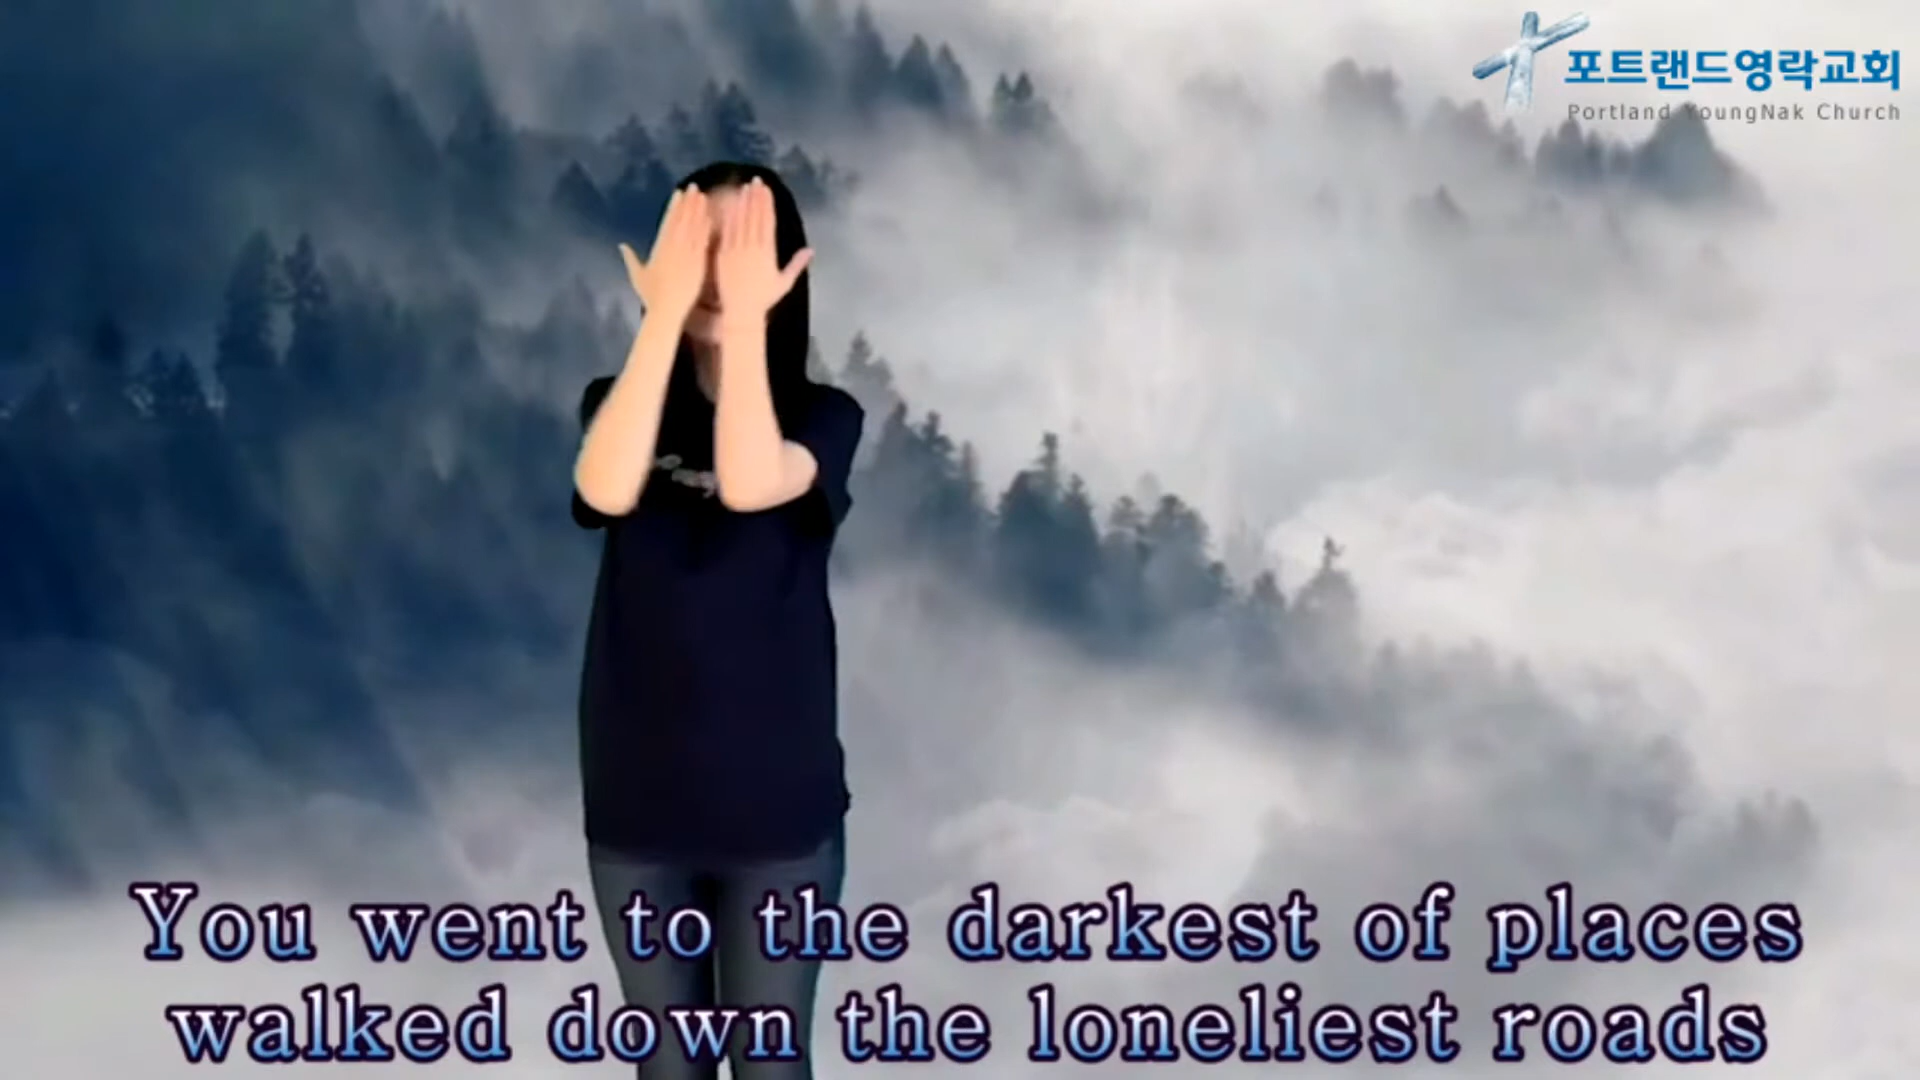 포트랜드영락교회
Portland YoungNak Church
You went to the darkest of places
walked down the loneliest roads